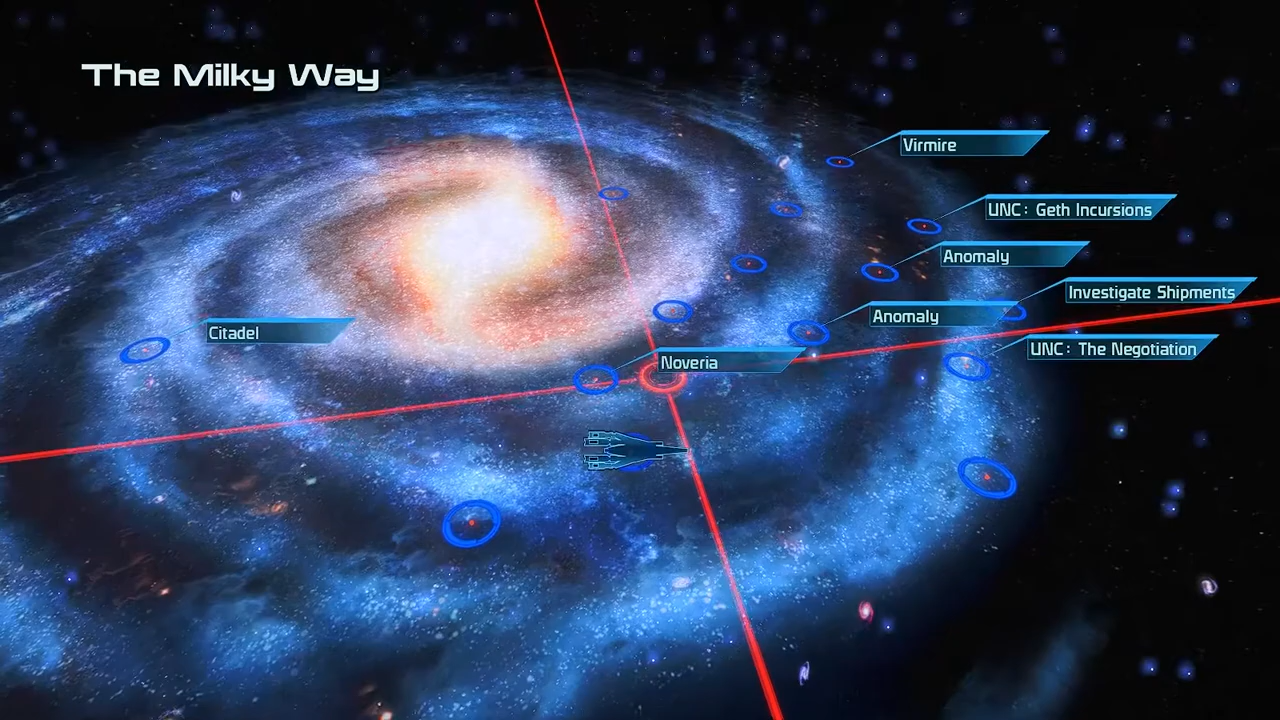 The Milky Way
Virmire
UNC: Geth Incursions
Anomaly
Investigate Shipments
Anomaly
Citadel
UNC: The Negotiation
Noveria